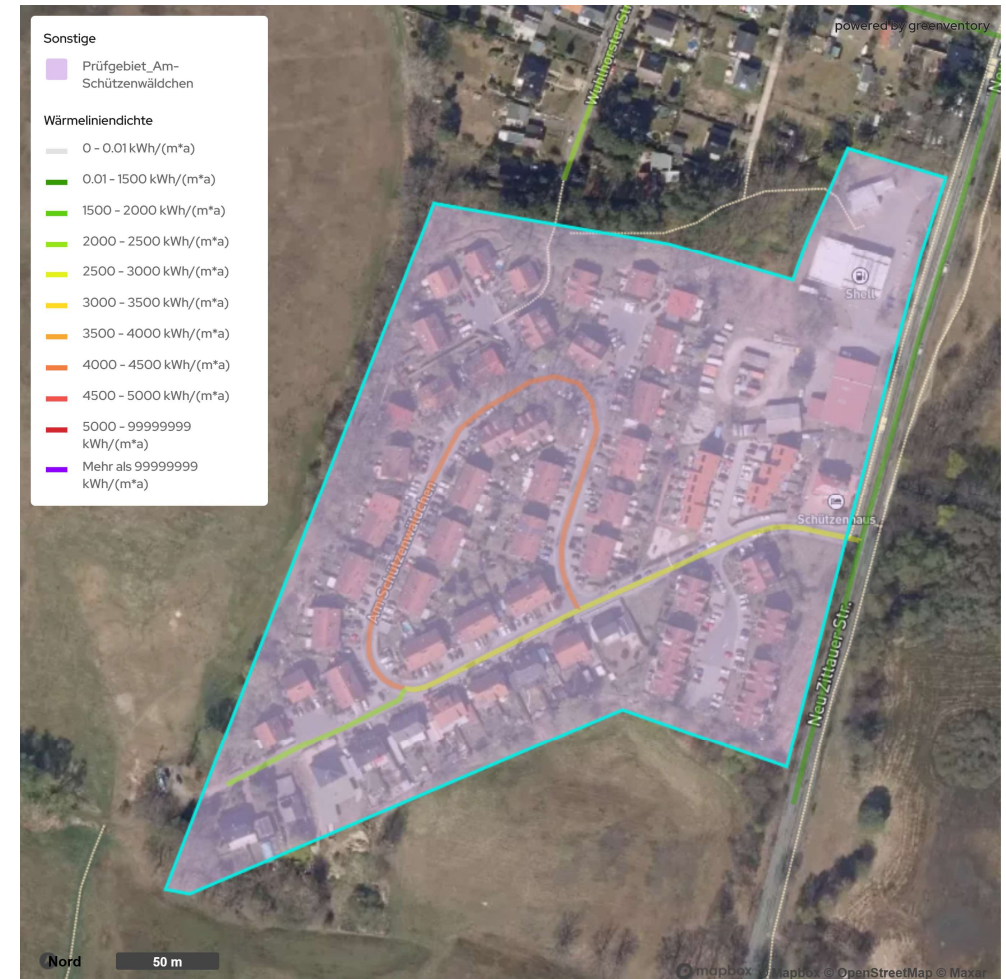 powered by greenventory
Sonstige
Prüfgebiet_Am-
Schützenwäldchen
Wärmeliniendichte
0 - 0.01 kWh/(m*a)
0.01 - 1500 kWh/(m*a)
1500 - 2000 kWh/(m*a)
2000 - 2500 kWh/(m*a)
2500 - 3000 kWh/(m*a)
3000 - 3500 kWh/(m*a)
3500 - 4000 kWh/(m*a)
4000 - 4500 kWh/(m*a)
4500 - 5000 kWh/(m*a)
5000 - 99999999
kWh/(m*a)
Mehr als 99999999
kWh/(m*a)
Wuhlhorster Str.
Shell
Am Schützenwäldchen
Schützenhaus
Neu Zittauer Str.
Nord
50 m
mapbox © Mapbox © OpenStreetMap © Maxar